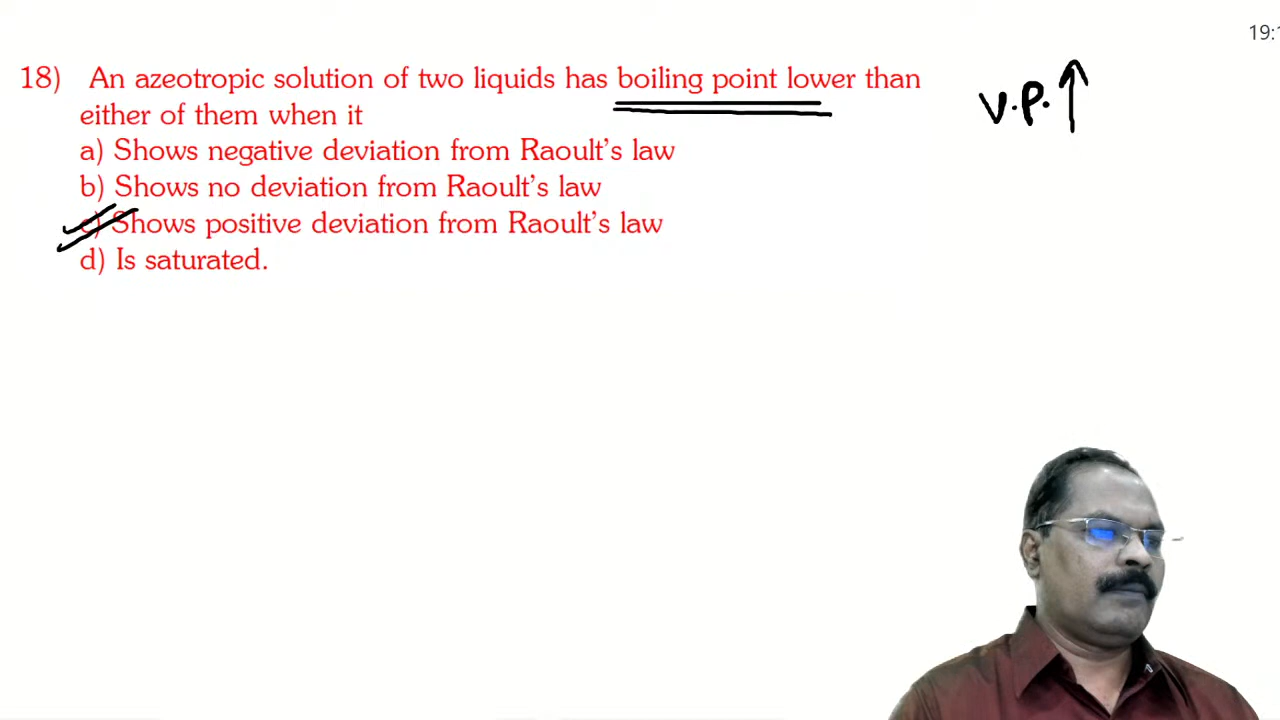 19:1
18) An azeotropic solution of two liquids has boiling point lower than
V.P.↑
either of them when it
a) Shows negative deviation from Raoult's law
b) Shows no deviation from Raoult's law
c) Shows positive deviation from Raoult's law
d) Is saturated.